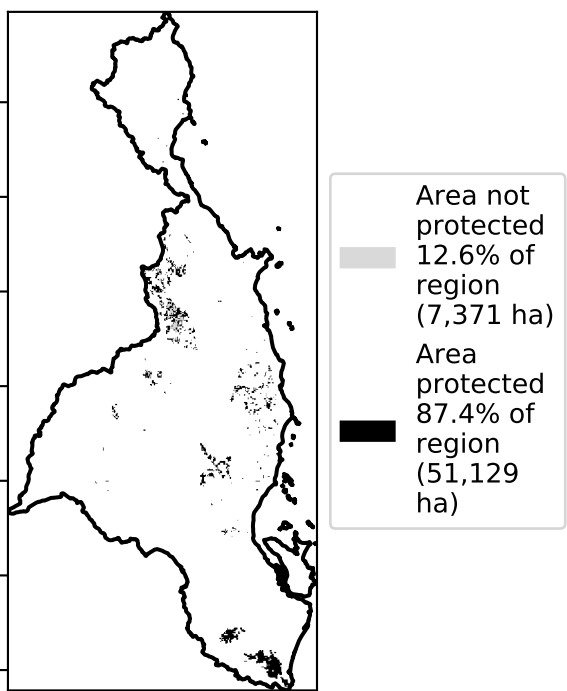 Area not
protected
12.6% of
region
(7,371 ha)
Area
protected
87.4% of
region
(51,129
ha)